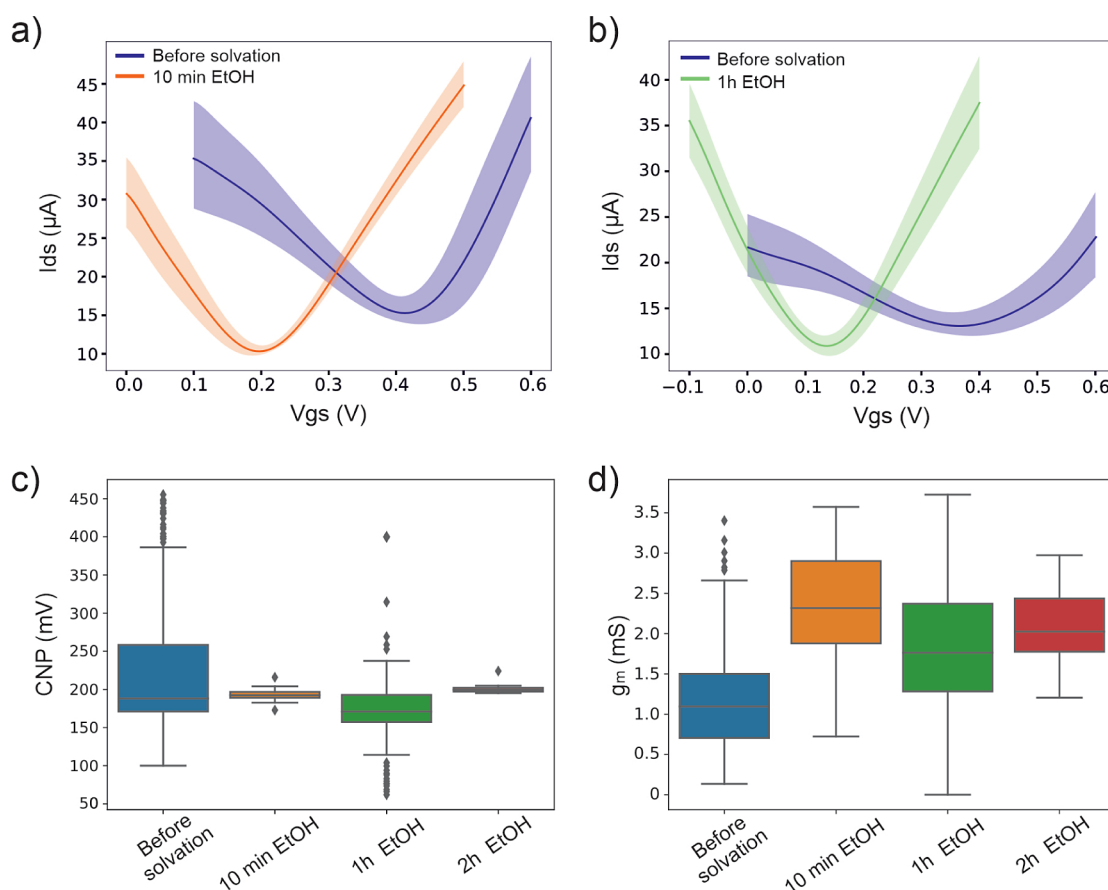 a)
Before solvation
10 min EtOH
45
40
35
30
25
20
15
10
Ids (µA)
0.0 0.1 0.2 0.3 0.4 0.5 0.6
Vgs (V)
b)
Before solvation
1h EtOH
40
35
30
25
20
15
10
Ids (µA)
−0.1 0.0 0.1 0.2 0.3 0.4 0.5 0.6
Vgs (V)
c)
450
400
350
300
250
200
150
100
50
CNP (mV)
Before
solvation
10 min EtOH
1h EtOH
2h EtOH
d)
3.5
3.0
2.5
2.0
1.5
1.0
0.5
0
gm (mS)
Before
solvation
10 min EtOH
1h EtOH
2h EtOH